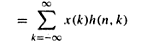 = ∑_{k=-∞}^{∞} x(k)h(n, k)